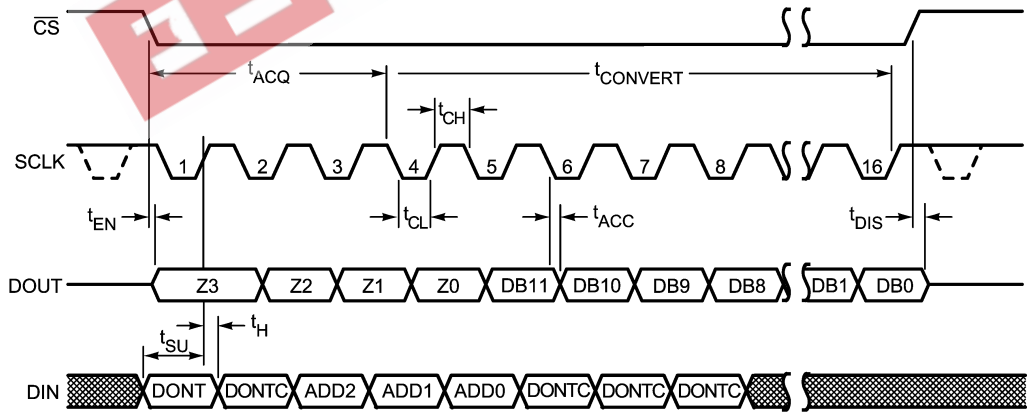 CS
tACQ
tCONVERT
tCH
SCLK
1 2 3 4 5 6 7 8 16
tEN
tCL
tACC
tDIS
DOUT
Z3 Z2 Z1 Z0 DB11 DB10 DB9 DB8 DB1 DB0
tSU
tH
DIN
DONT DONTC ADD2 ADD1 ADD0 DONTC DONTC DONTC